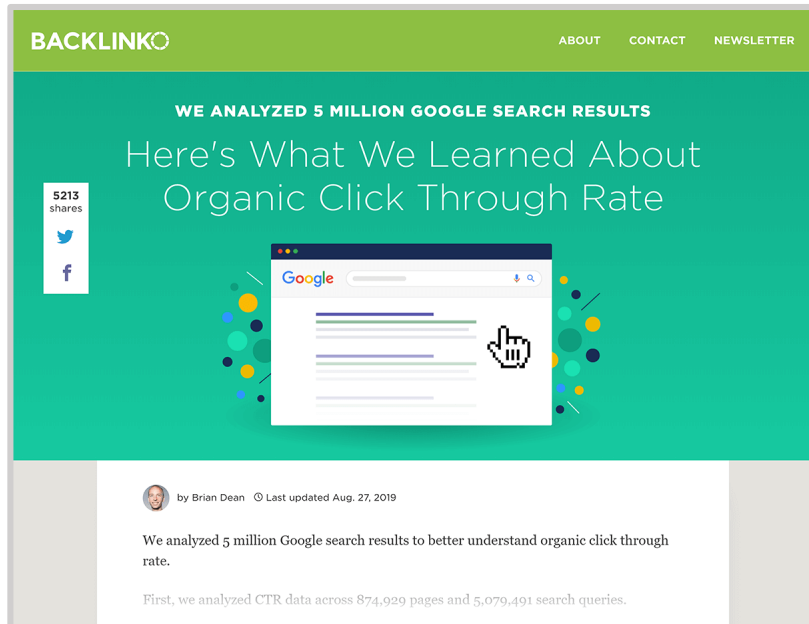 BACKLINKO
ABOUT CONTACT NEWSLETTER
WE ANALYZED 5 MILLION GOOGLE SEARCH RESULTS
Here's What We Learned About
Organic Click Through Rate
5213
shares
Google
by Brian Dean Last updated Aug. 27, 2019
We analyzed 5 million Google search results to better understand organic click through
rate.
First, we analyzed CTR data across 874,929 pages and 5,079,491 search queries.